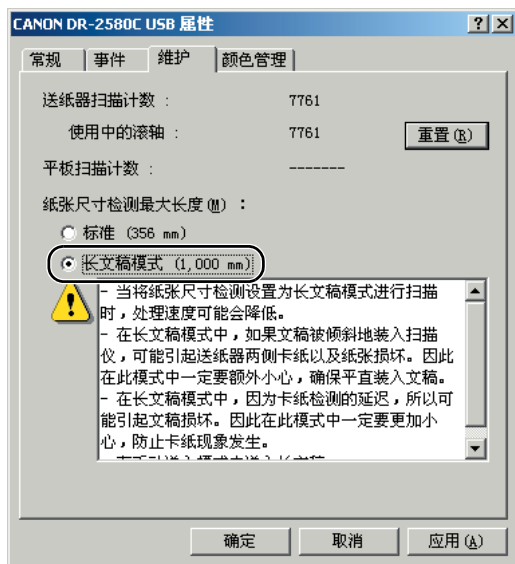 CANON DR-2580C USB 属性
常规 事件 维护 颜色管理
送纸器扫描计数 : 7761
使用中的滚轴 : 7761 重置(R)
平板扫描计数 : ------
纸张尺寸检测最大长度(M) :
标准 (356 mm)
长文稿模式 (1,000 mm)
- 当将纸张尺寸检测设置为长文稿模式进行扫描
时，处理速度可能会降低。
- 在长文稿模式中，如果文稿被倾斜地装入扫描
仪，可能引起送纸器两侧卡纸以及纸张损坏。因此
在此模式中一定要额外小心，确保平直装入文稿。
- 在长文稿模式中，因为卡纸检测的延迟，所以可
能引起文稿损坏。因此在此模式中一定要更加小
心，防止卡纸现象发生。
确定 取消 应用(A)